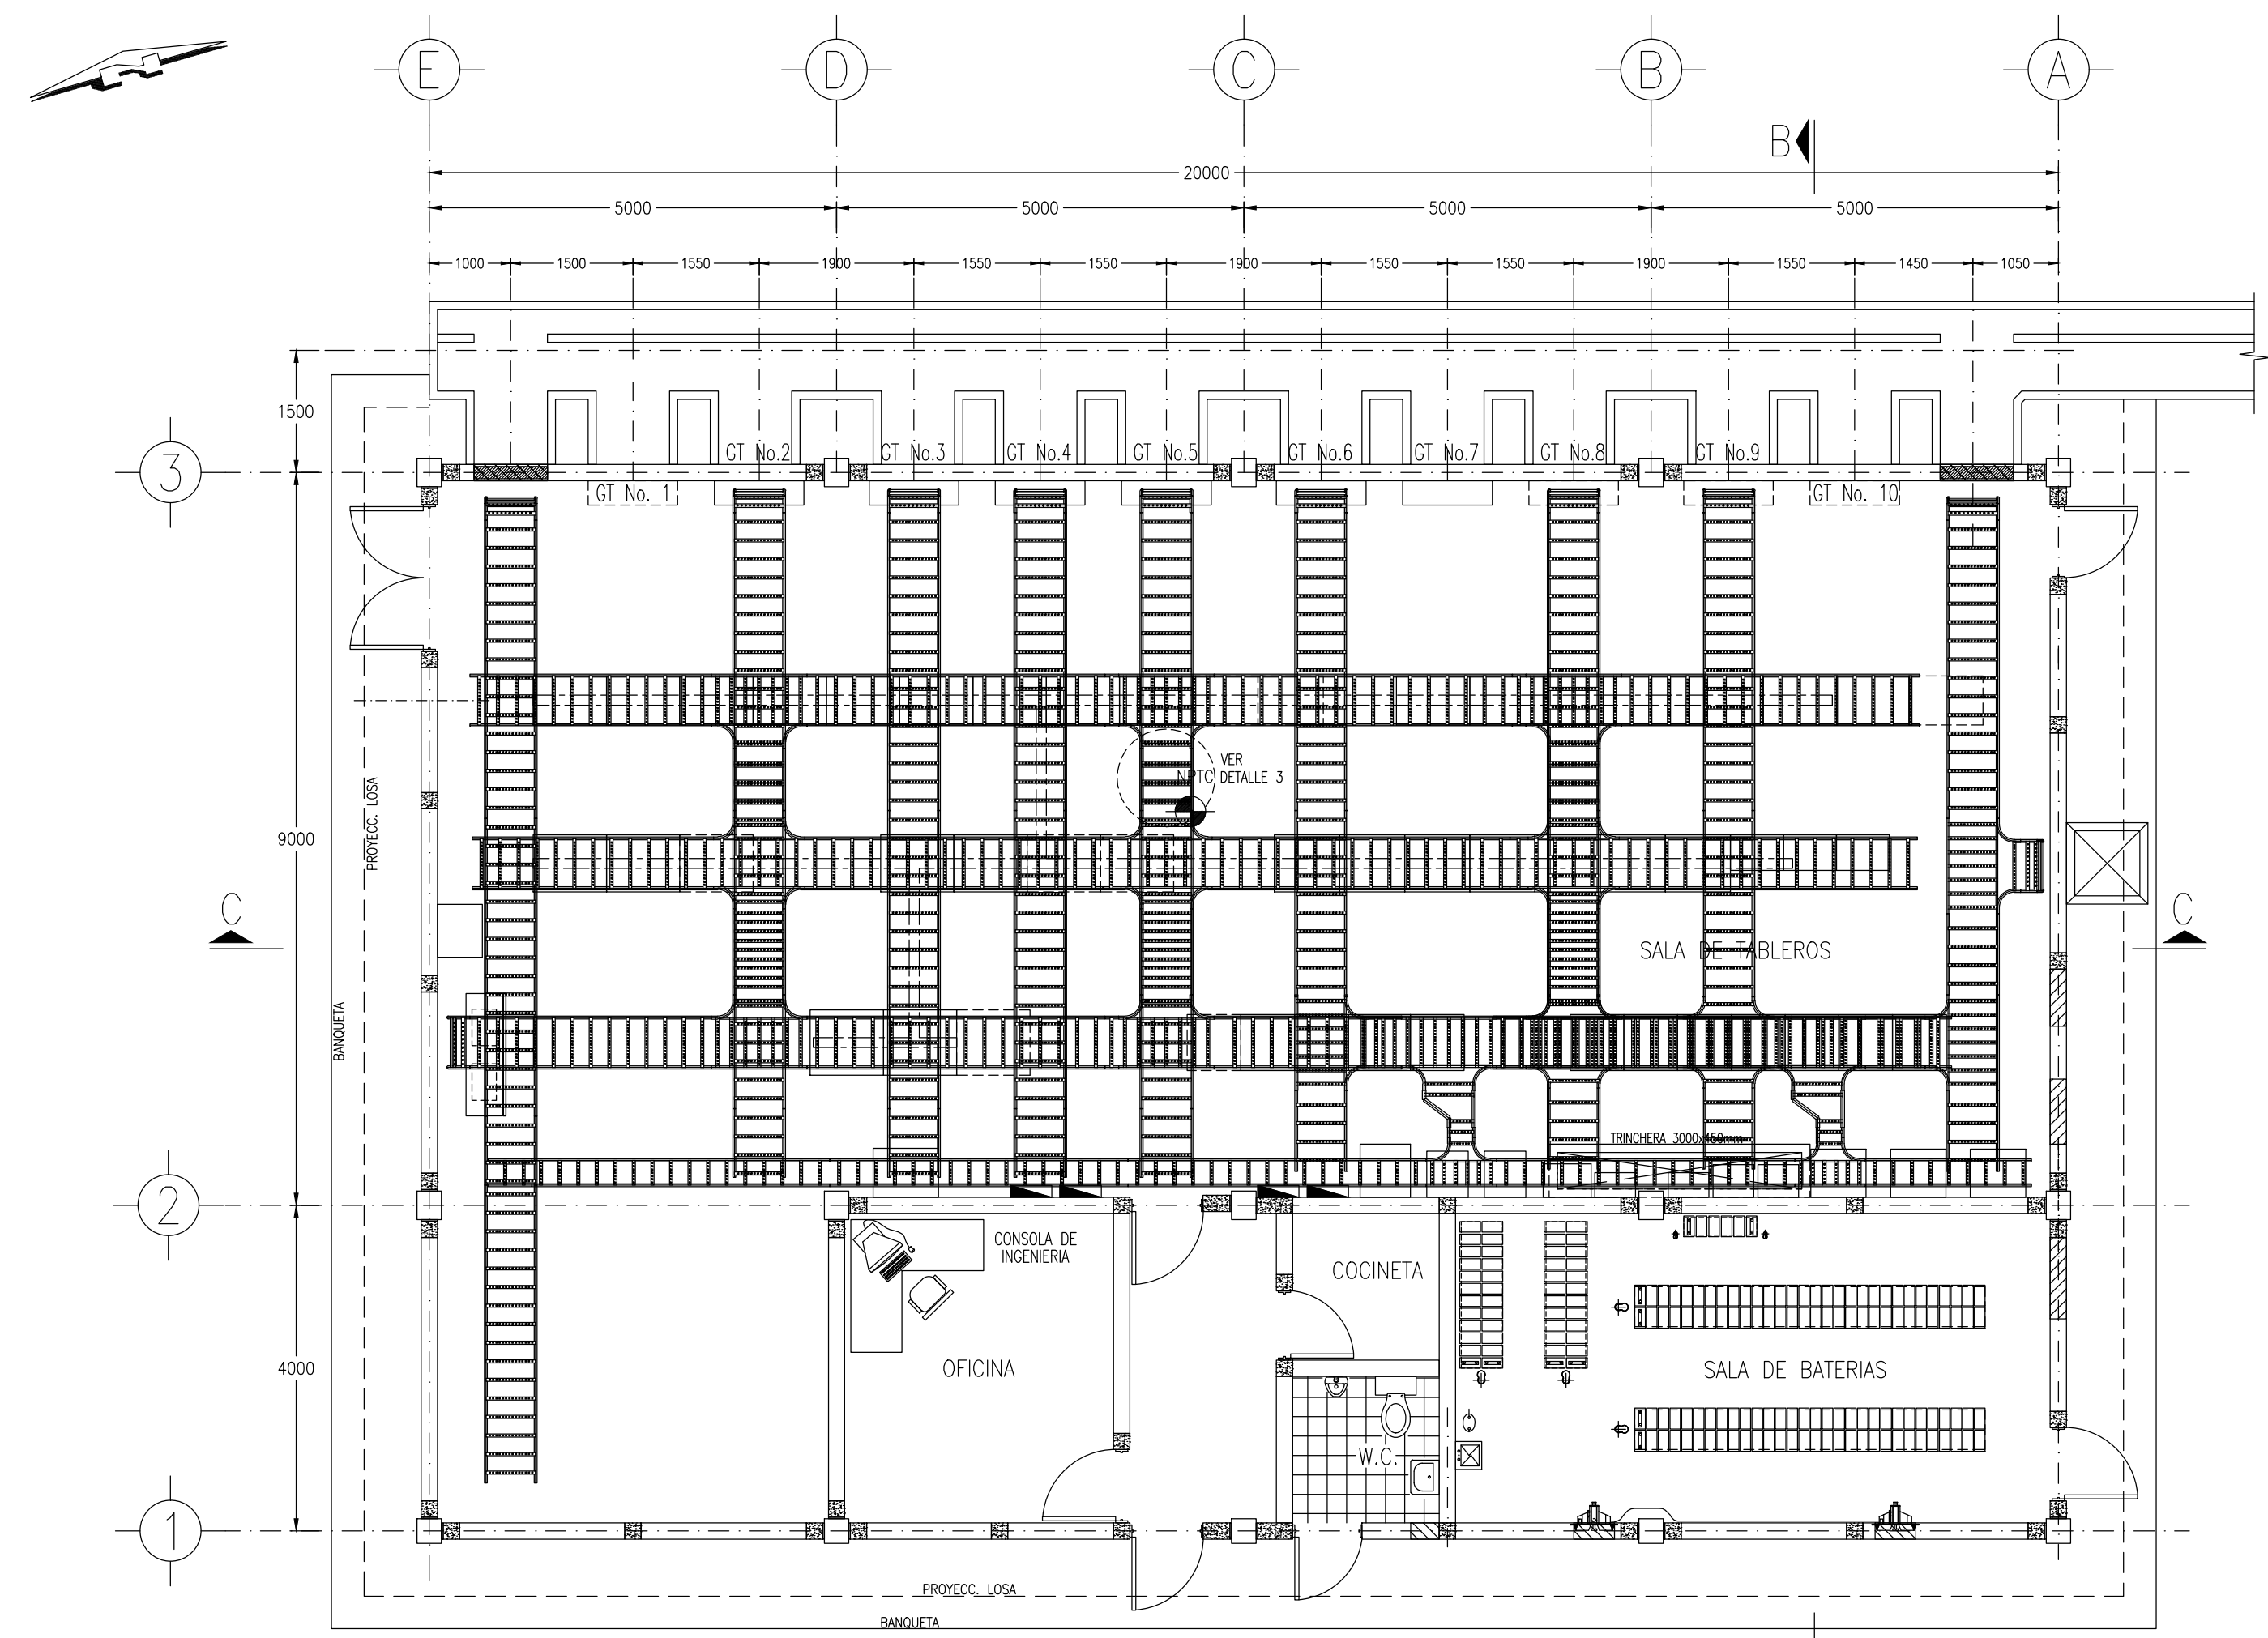 E
D
C
B
A
B
20000
5000
5000
5000
5000
1000
1500
1550
1900
1550
1550
1900
1550
1550
1900
1550
1450
1050
1500
3
GT No.2
GT No.3
GT No.4
GT No.5
GT No.6
GT No.7
GT No.8
GT No.9
GT No. 1
GT No. 10
VER
NPTC DETALLE 3
PROYECC. LOSA
9000
C
C
SALA DE TABLEROS
BANQUETA
TRINCHERA 3000x450mm
2
CONSOLA DE
INGENIERIA
COCINETA
4000
OFICINA
SALA DE BATERIAS
W.C.
1
PROYECC. LOSA
BANQUETA